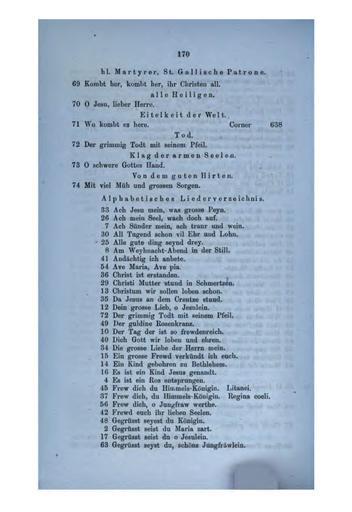 170
hl. Martyrer, St. Gallische Patrone.
69 Kombt her, kombt her, ihr Christen all.
alle Heiligen.
70 O Jesu, lieber Herre.
Eitelkeit der Welt.
71 Wo kombt es here. Corner 638
Tod.
72 Der grimmig Todt mit seinem Pfeil.
Klag der armen Seelen.
73 O schwere Gottes Hand.
Von dem guten Hirten.
74 Mit viel Müh und grossen Sorgen.
Alphabetisches Liederverzeichnis.
33 Ach Jesu mein, was grosse Peyn.
26 Ach mein Seel, wach doch auf.
7 Ach Sünder mein, ach traur und wein.
30 All Tugend schon vil Ehr und Lohn.
25 Alle gute ding seynd drey.
8 Am Weyhnacht-Abend in der Still.
41 Andächtig ich anbete.
54 Ave Maria, Ave pia.
36 Christ ist erstanden.
29 Christi Mutter stund in Schmertzen.
13 Christum wir sollen loben schon.
35 Da Jesus an dem Creutze stund.
12 Dein grosse Lieb, o Jesulein.
72 Der grimmig Todt mit seinem Pfeil.
49 Der guldine Rosenkranz.
10 Der Tag der ist so frewdenreich.
40 Dich Gott wir loben und ehren.
34 Die grosse Liebe der Herrn mein.
15 Ein grosse Frewd verkündt ich euch.
14 Ein Kind gebohren zu Bethlehem.
16 Es ist ein Kind Jesus genandt.
4 Es ist ein Ros entsprungen.
45 Frew dich du Himmels-Königin. Litanei.
37 Frew dich, du Himmels-Königin. Regina coeli.
56 Frew dich, o Jungfraw werthe.
42 Frewd euch ihr lieben Seelen.
48 Gegrüsst seyest du Königin.
2 Gegrüsst seist du Maria zart.
17 Gegrüsst seist du o Jesulein.
63 Gegrüsst seyst du, schönes Jungfräwlein.